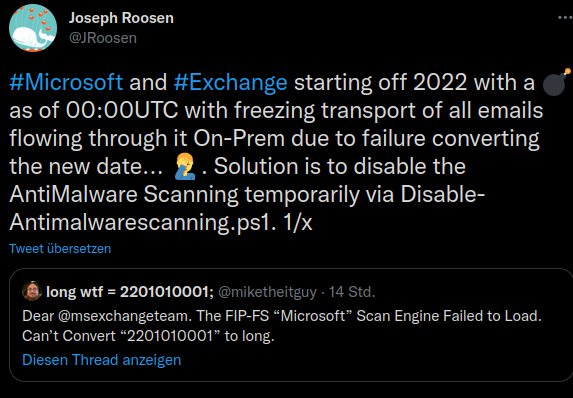 Joseph Roosen
@JRoosen
#Microsoft and #Exchange starting off 2022 with a 💣
as of 00:00UTC with freezing transport of all emails
flowing through it On-Prem due to failure converting
the new date... 🤦‍♂️. Solution is to disable the
AntiMalware Scanning temporarily via Disable-
Antimalwarescanning.ps1. 1/x
Tweet übersetzen
long wtf = 2201010001; @miketheitguy · 14 Std.
Dear @msexchangeteam. The FIP-FS “Microsoft” Scan Engine Failed to Load.
Can’t Convert “2201010001” to long.
Diesen Thread anzeigen